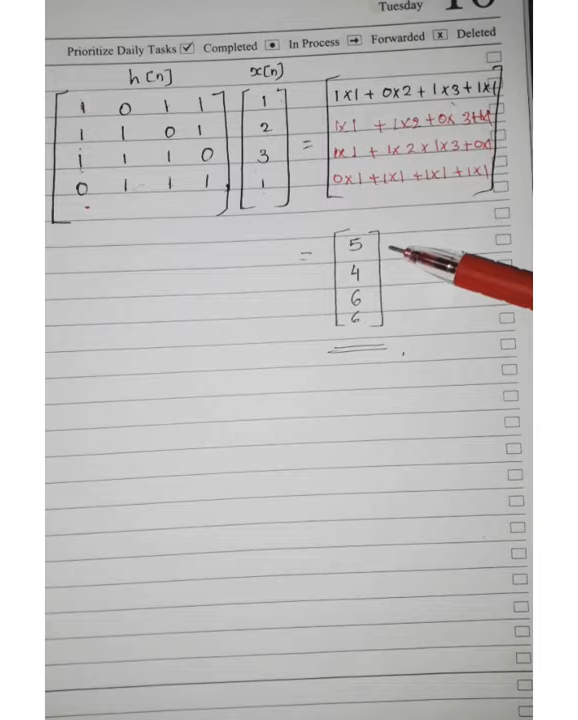 Tuesday
Prioritize Daily Tasks ✓ Completed • In Process → Forwarded x Deleted
h[n] x[n]
1 0 1 1 1 1x1 + 0x2 + 1x3 + 1x1
1 1 0 1 2 1x1 + 1x2 + 0x3 + 1x1
1 1 1 0 3 = 1x1 + 1x2 x 1x3 + 0x1
0 1 1 1 1 0x1 + 1x1 + 1x1 + 1x1
= 5
4
6
6